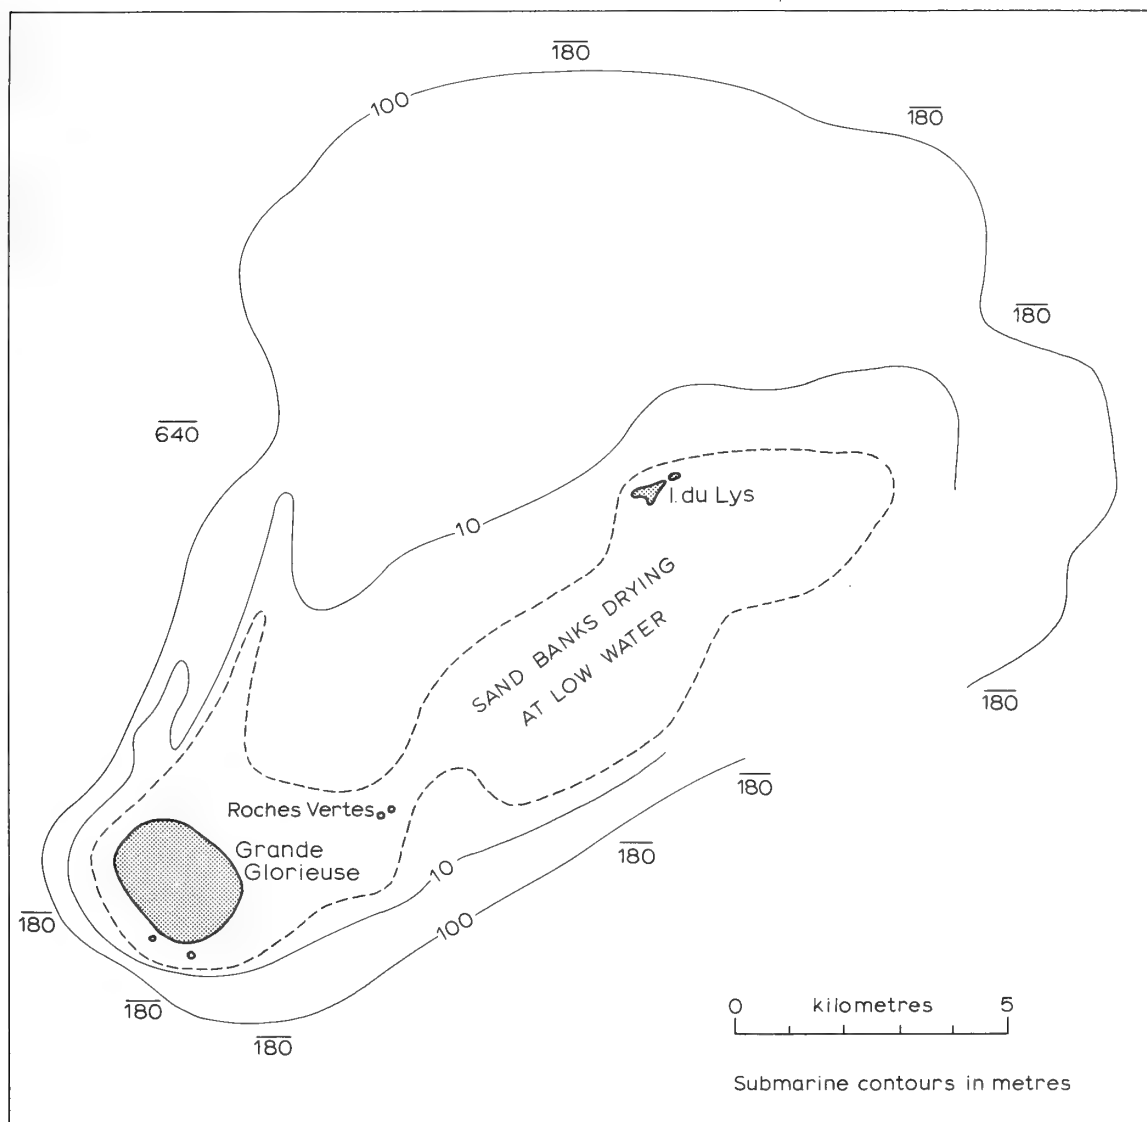 180
100
180
180
640
I. du Lys
10
SAND BANKS DRYING
AT LOW WATER
180
180
Roches Vertes
Grande
Glorieuse
180
10
180
100
180
180
0 kilometres 5
Submarine contours in metres